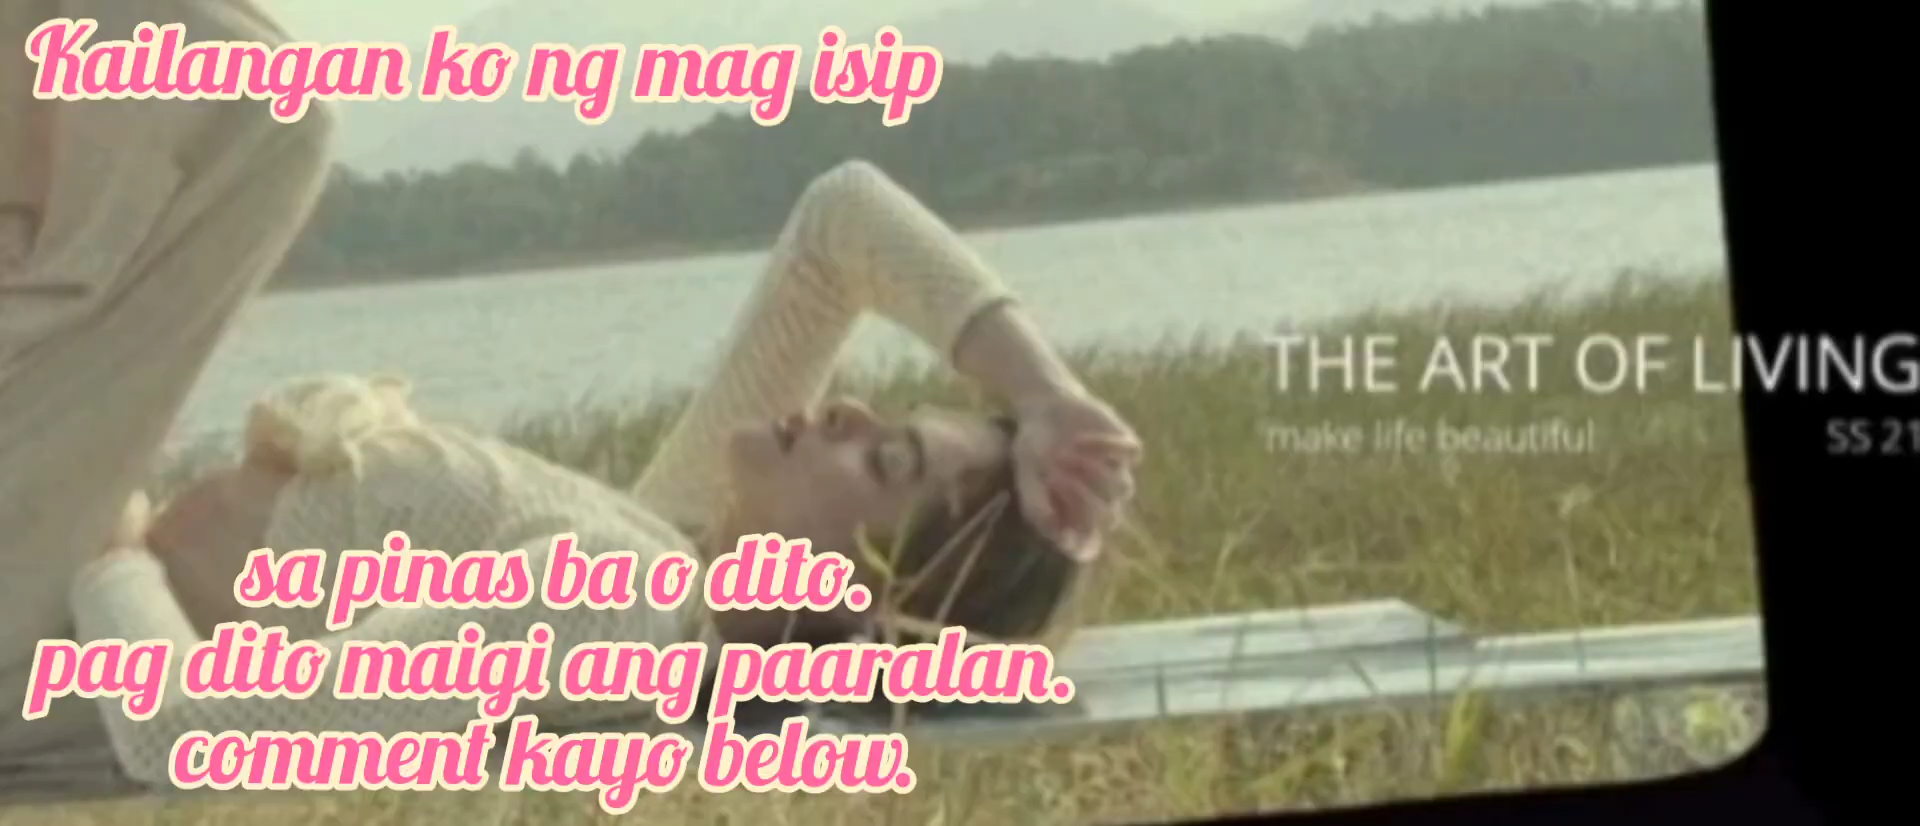 Kailangan ko ng mag isip
THE ART OF LIVING
make life beautiful
SS 21
sa pinas ba o dito.
pag dito maigi ang paaralan.
comment kayo below.